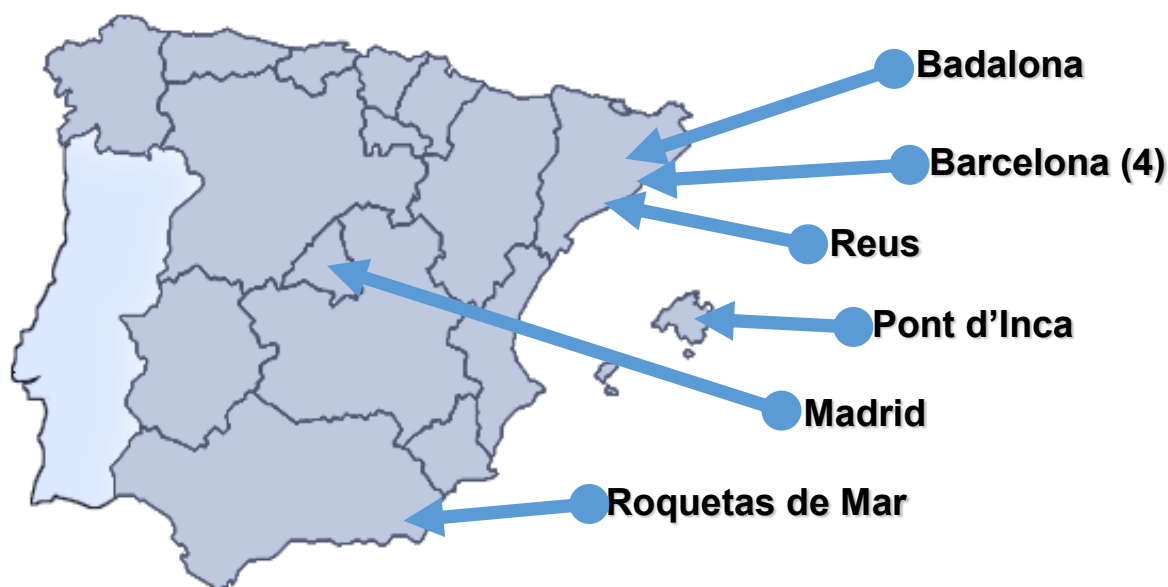 Badalona
Barcelona (4)
Reus
Pont d’Inca
Madrid
Roquetas de Mar